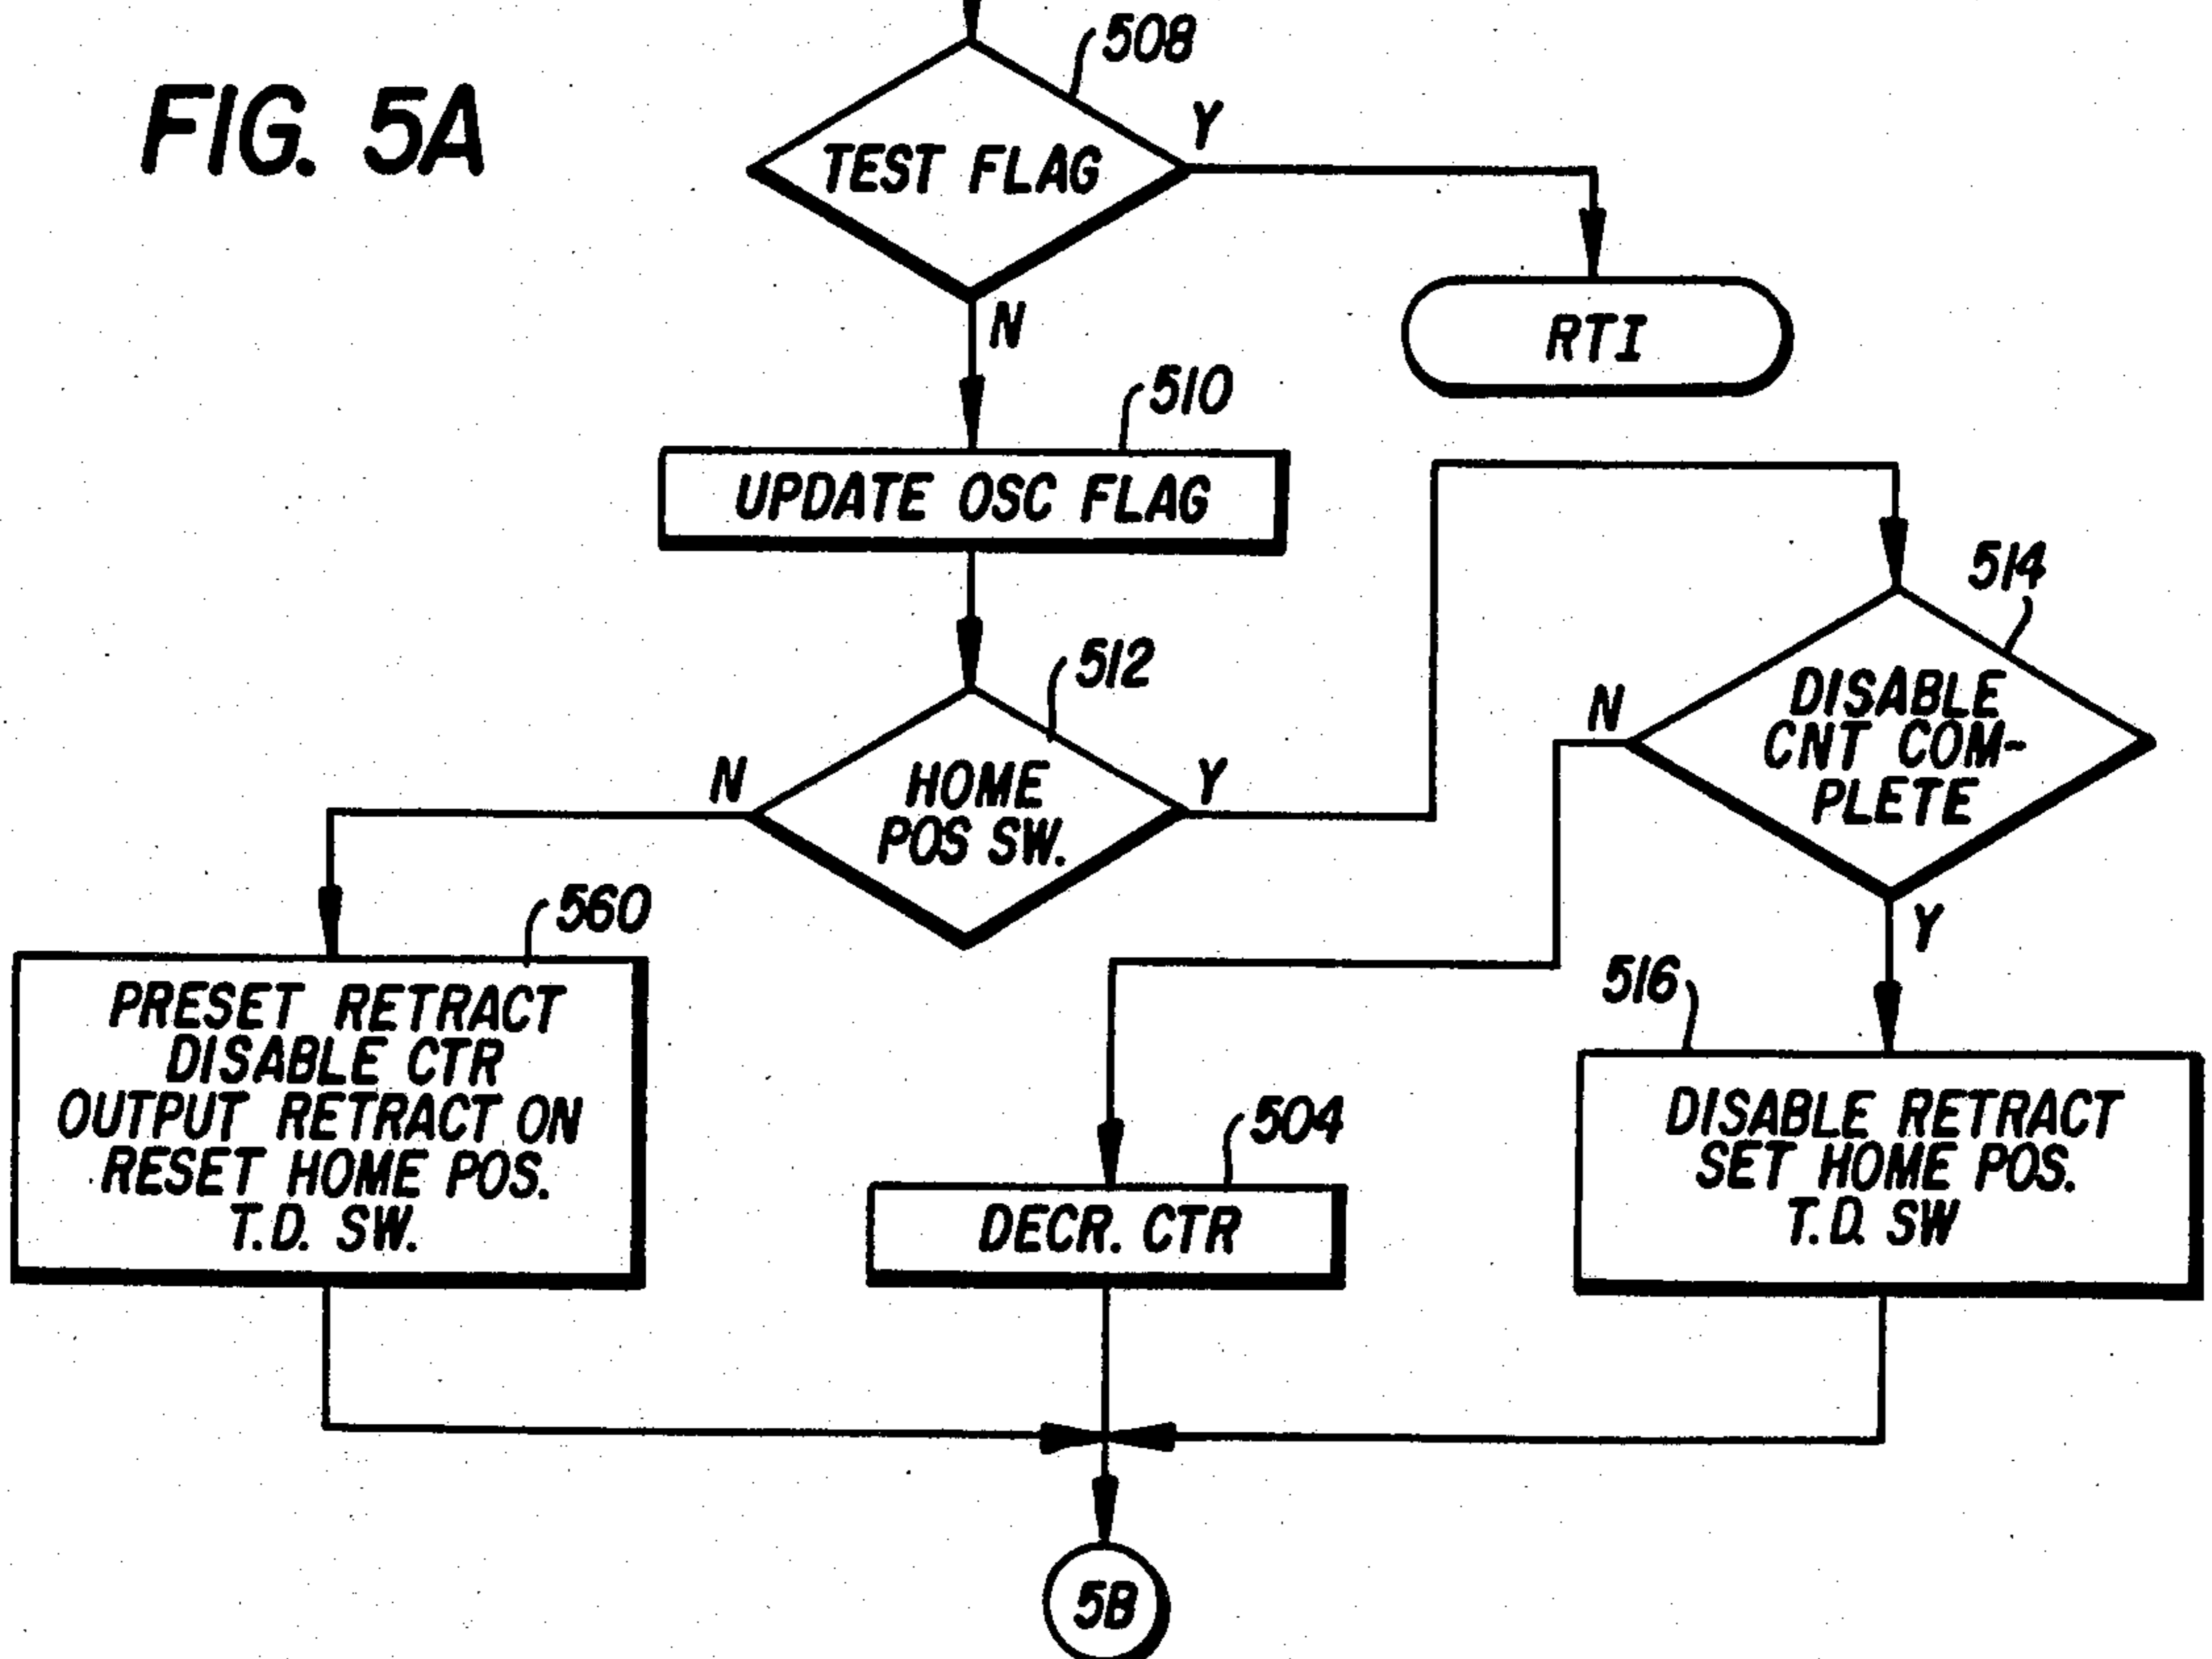 FIG. 5A
508
TEST FLAG
Y
N
RTI
510
UPDATE OSC FLAG
512
HOME
POS SW.
N
Y
514
DISABLE
CNT COM-
PLETE
N
Y
560
PRESET RETRACT
DISABLE CTR
OUTPUT RETRACT ON
RESET HOME POS.
T.D. SW.
504
DECR. CTR
516
DISABLE RETRACT
SET HOME POS.
T.D. SW
5B